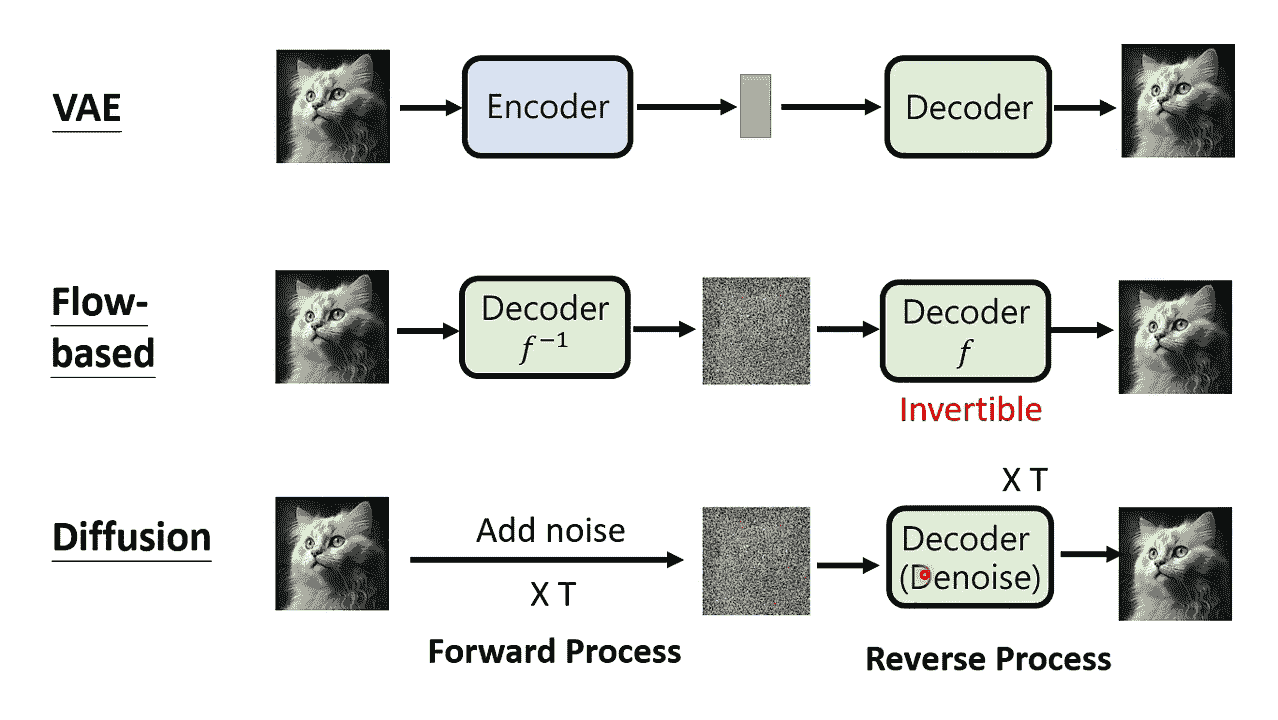 VAE
Encoder
Decoder
Flow-
based
Decoder
f⁻¹
Decoder
f
Invertible
Diffusion
Add noise
X T
Forward Process
X T
Decoder
(Denoise)
Reverse Process